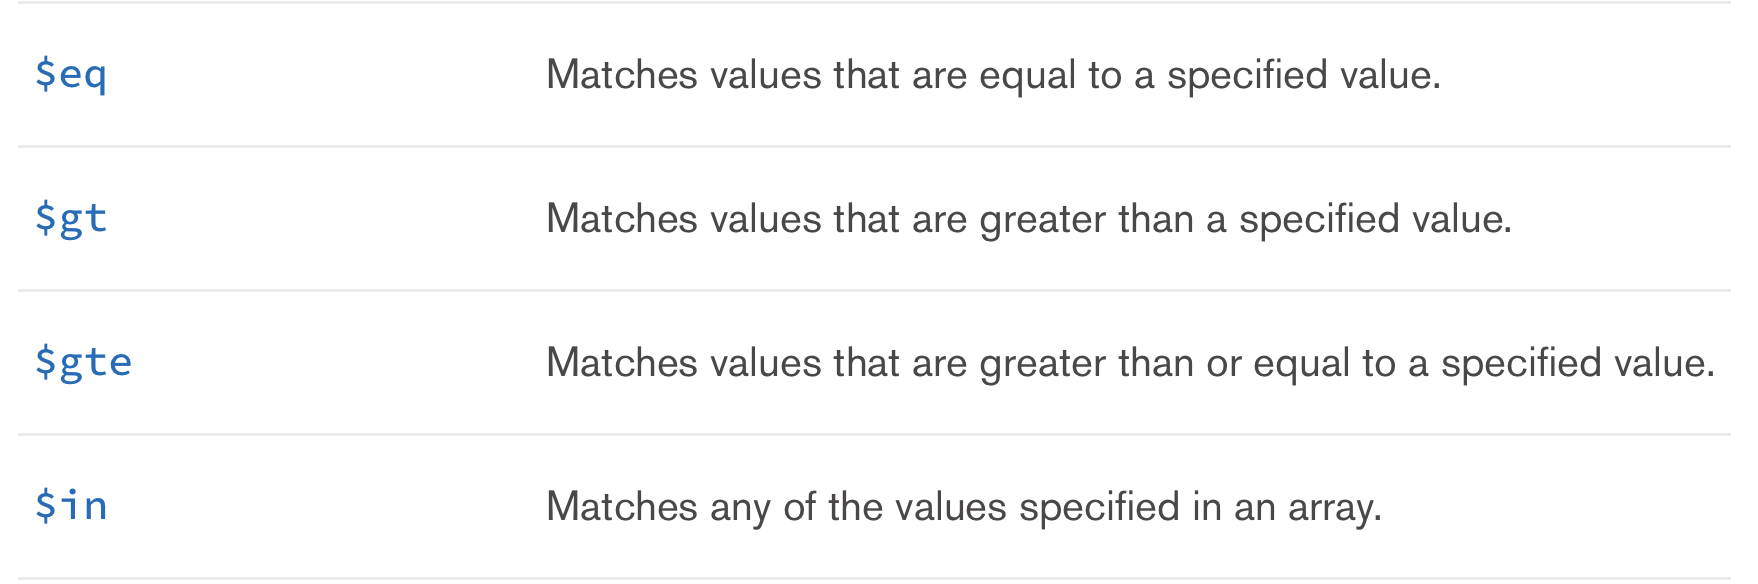 $eq Matches values that are equal to a specified value.
$gt Matches values that are greater than a specified value.
$gte Matches values that are greater than or equal to a specified value.
$in Matches any of the values specified in an array.